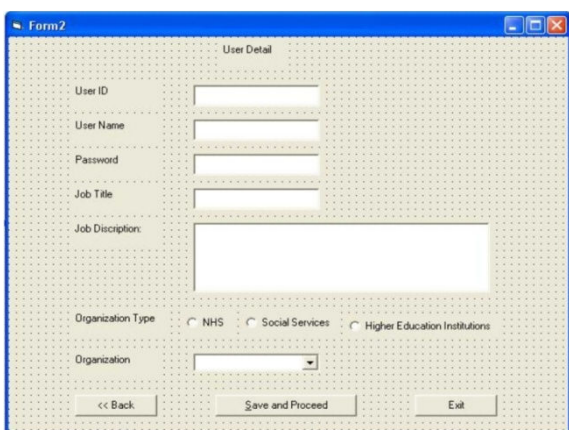 Form2
User Detail
User ID
User Name
Password
Job Title
Job Discription:
Organization Type NHS Social Services Higher Education Institutions
Organization
<< Back Save and Proceed Exit